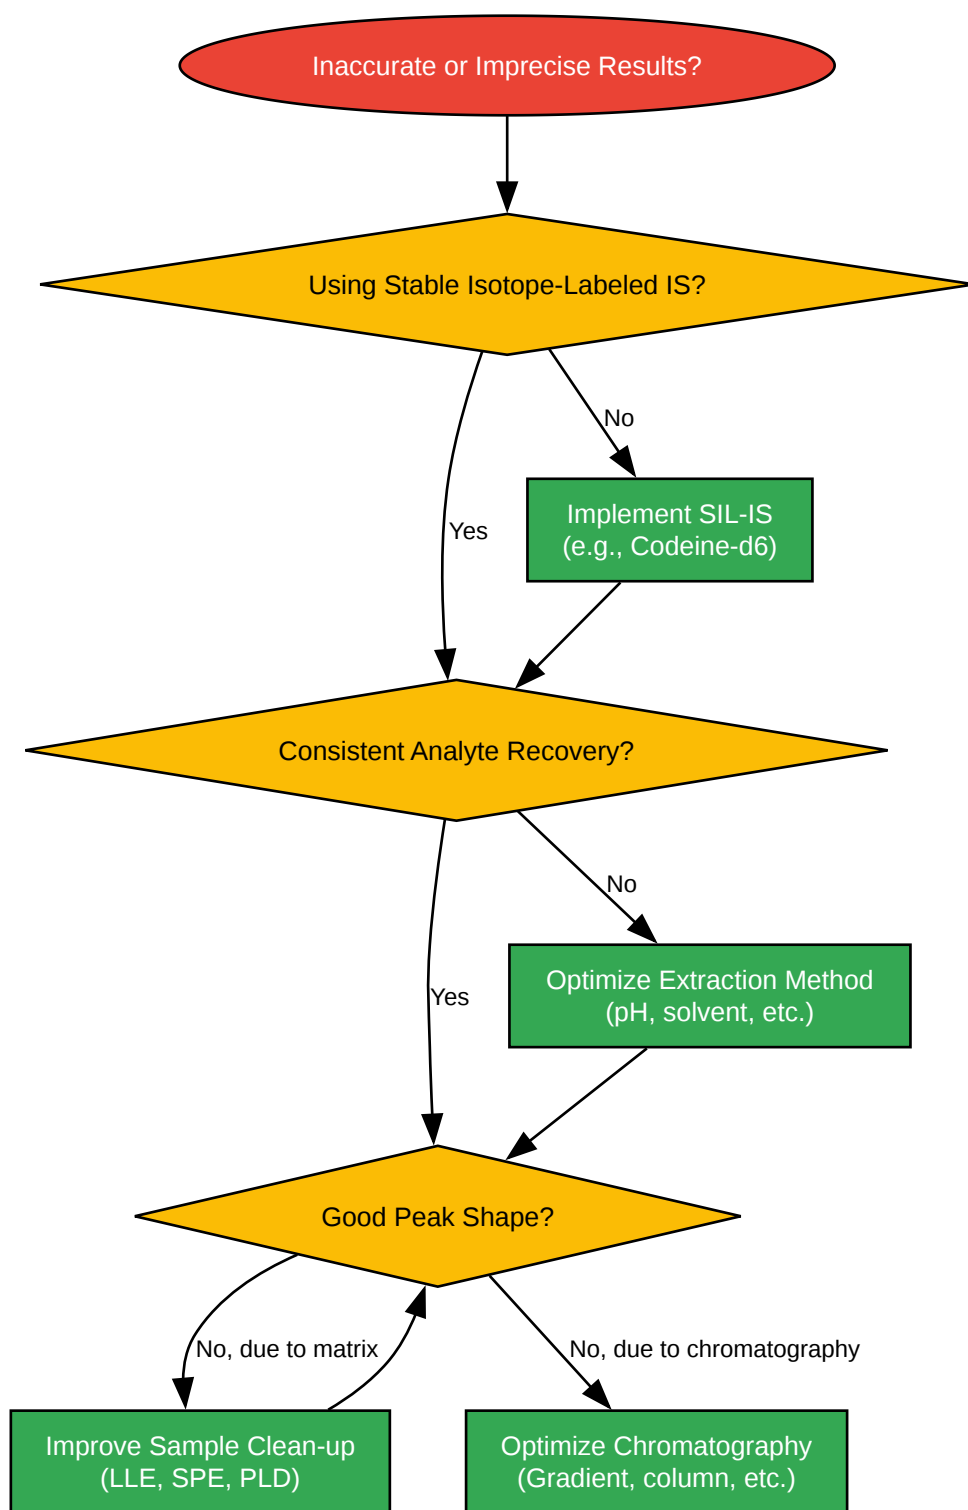 Inaccurate or Imprecise Results?
Using Stable Isotope-Labeled IS?
No
Implement SIL-IS
(e.g., Codeine-d6)
Yes
Consistent Analyte Recovery?
No
Optimize Extraction Method
(pH, solvent, etc.)
Yes
Good Peak Shape?
No, due to matrix
No, due to chromatography
Improve Sample Clean-up
(LLE, SPE, PLD)
Optimize Chromatography
(Gradient, column, etc.)